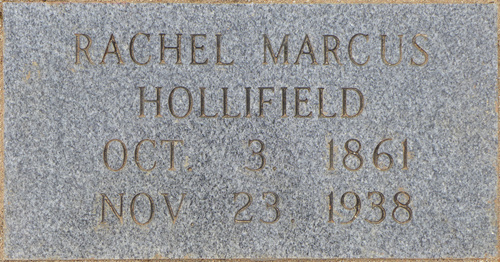 RACHEL MARCUS
HOLLIFIELD
OCT. 3, 1861
NOV. 23, 1938